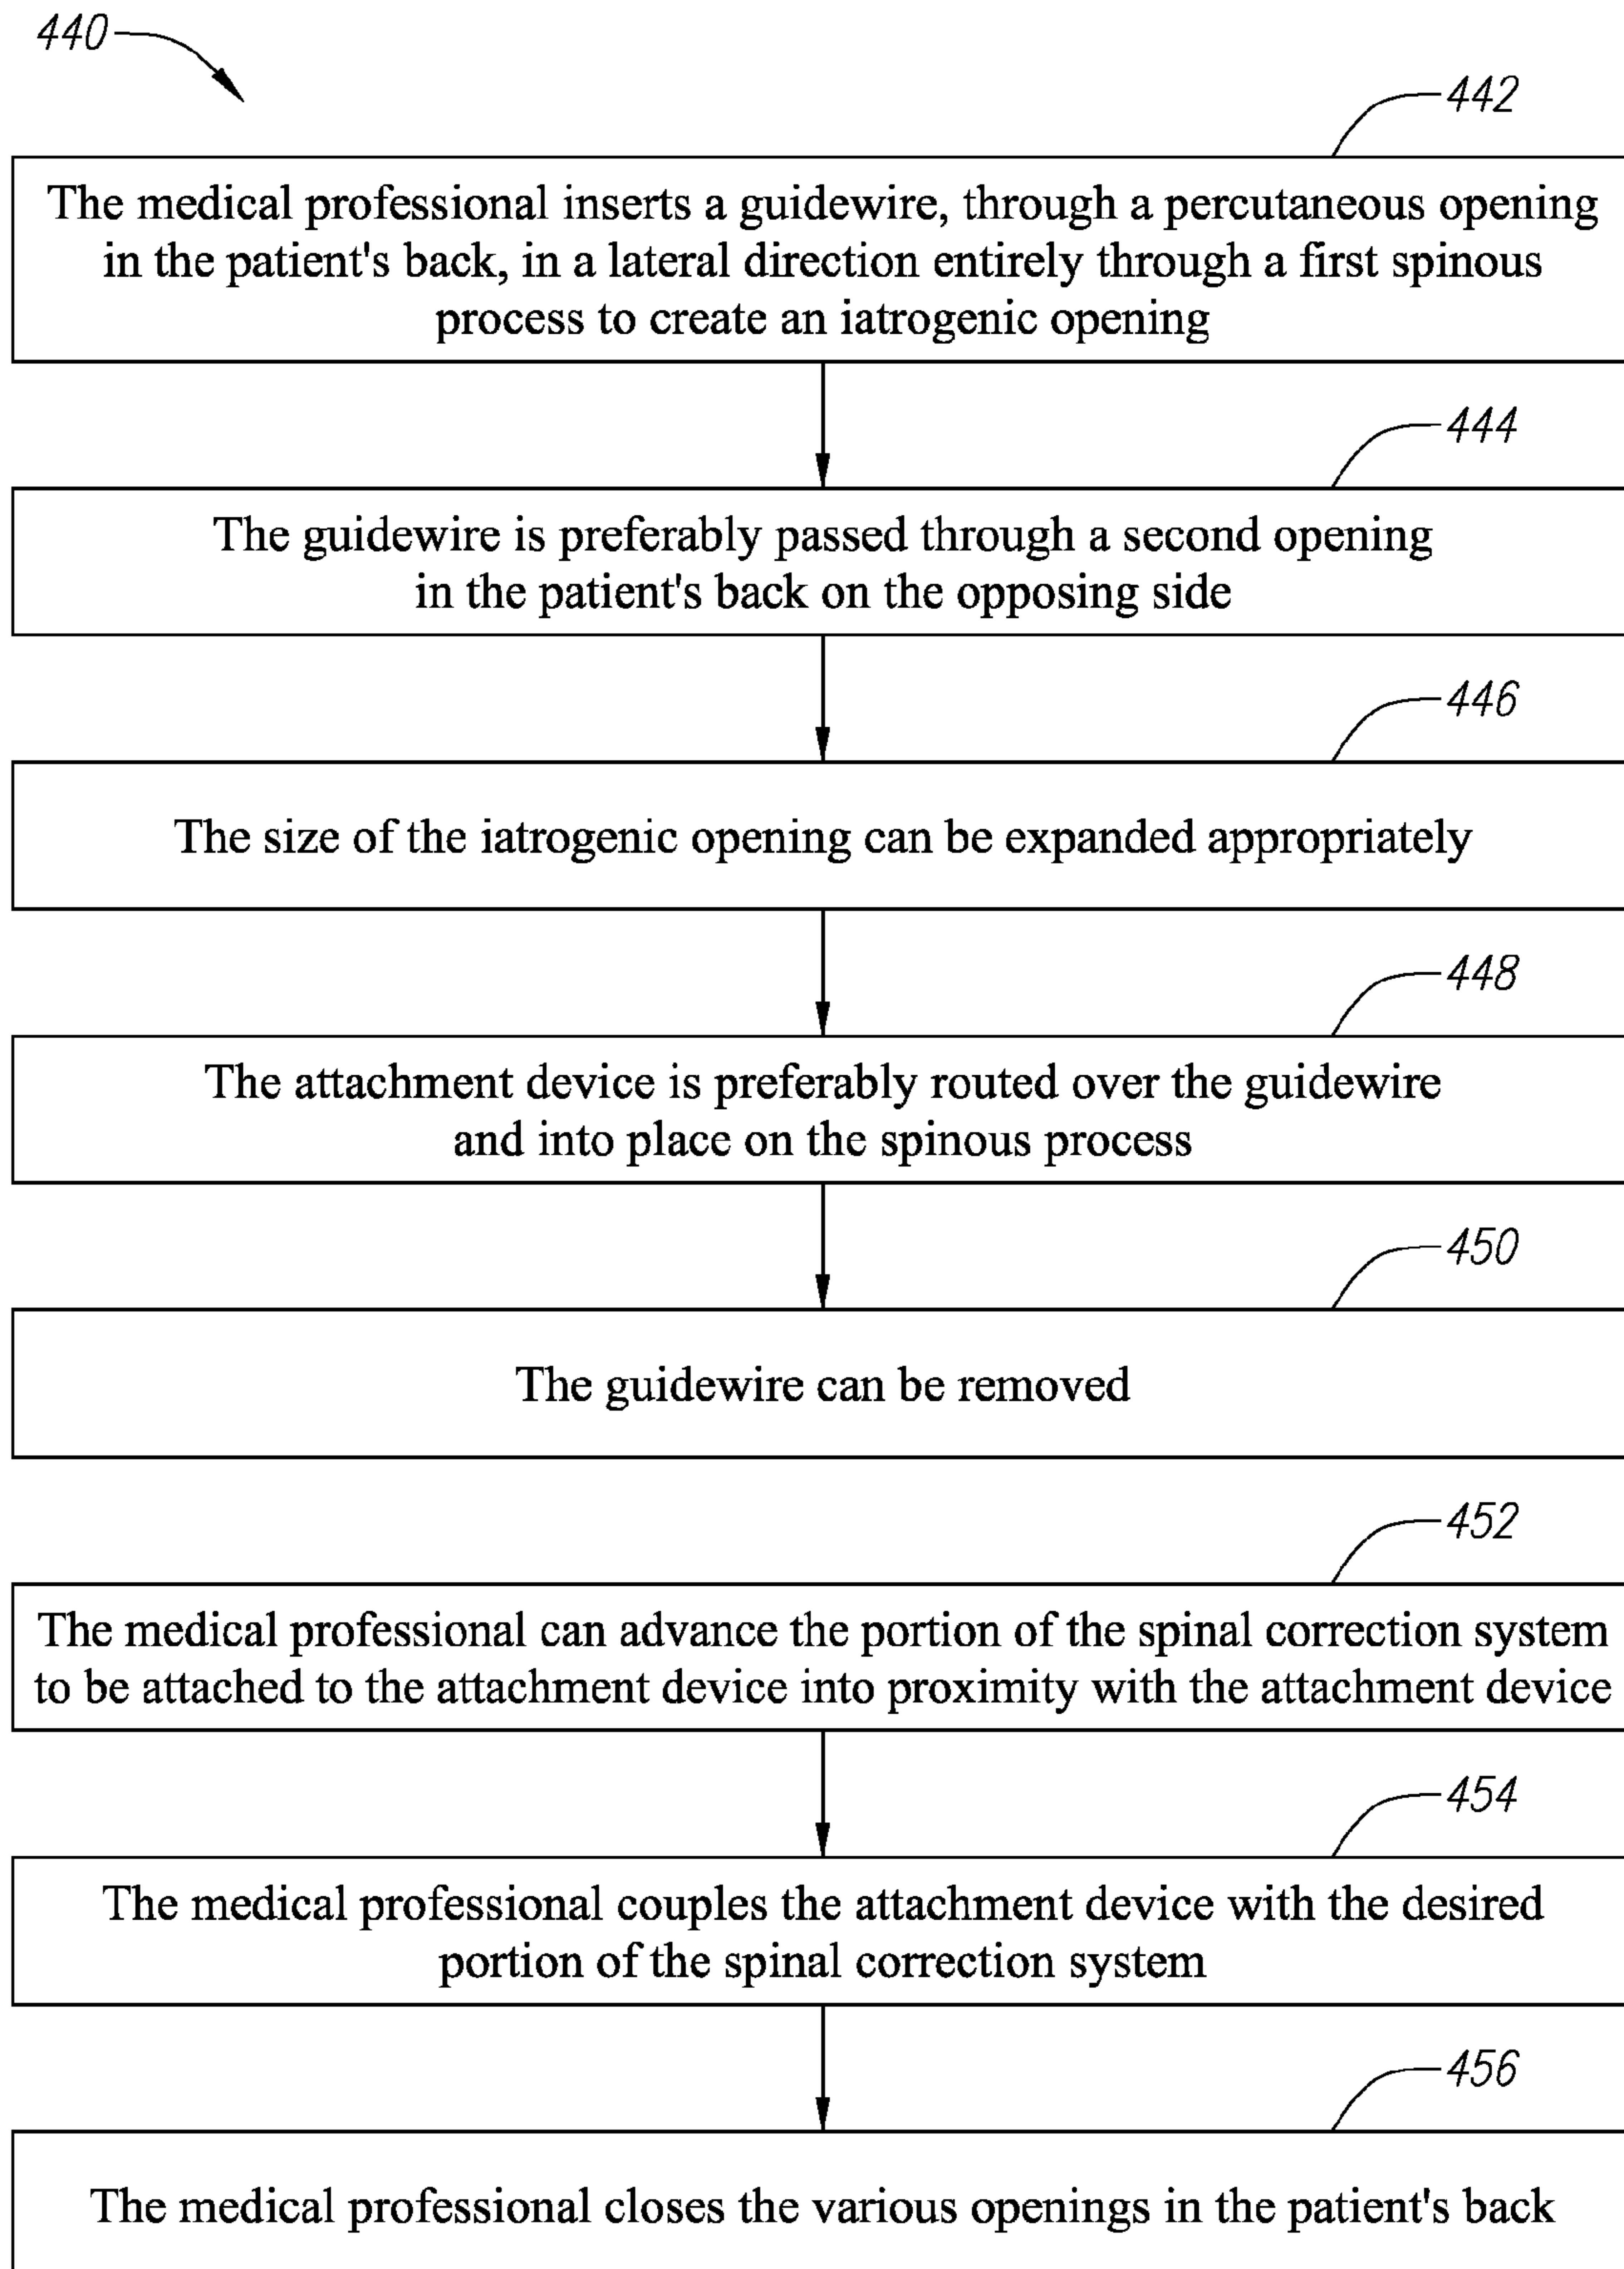 440
442
The medical professional inserts a guidewire, through a percutaneous opening
in the patient's back, in a lateral direction entirely through a first spinous
process to create an iatrogenic opening
444
The guidewire is preferably passed through a second opening
in the patient's back on the opposing side
446
The size of the iatrogenic opening can be expanded appropriately
448
The attachment device is preferably routed over the guidewire
and into place on the spinous process
450
The guidewire can be removed
452
The medical professional can advance the portion of the spinal correction system
to be attached to the attachment device into proximity with the attachment device
454
The medical professional couples the attachment device with the desired
portion of the spinal correction system
456
The medical professional closes the various openings in the patient's back